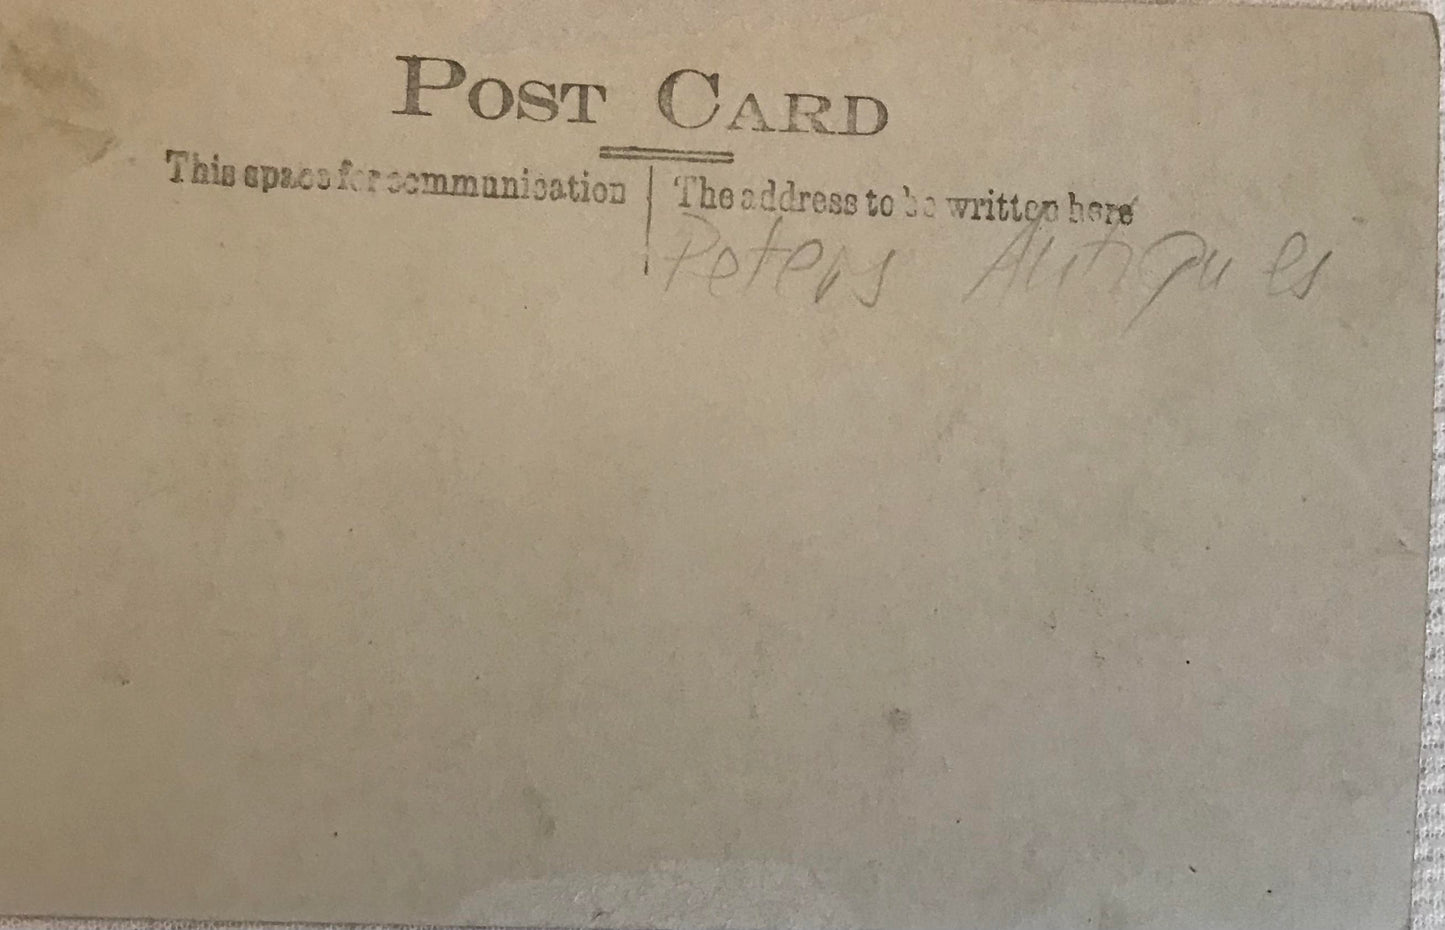 POST CARD
This space for communication
The address to be written here
Peters Antiques